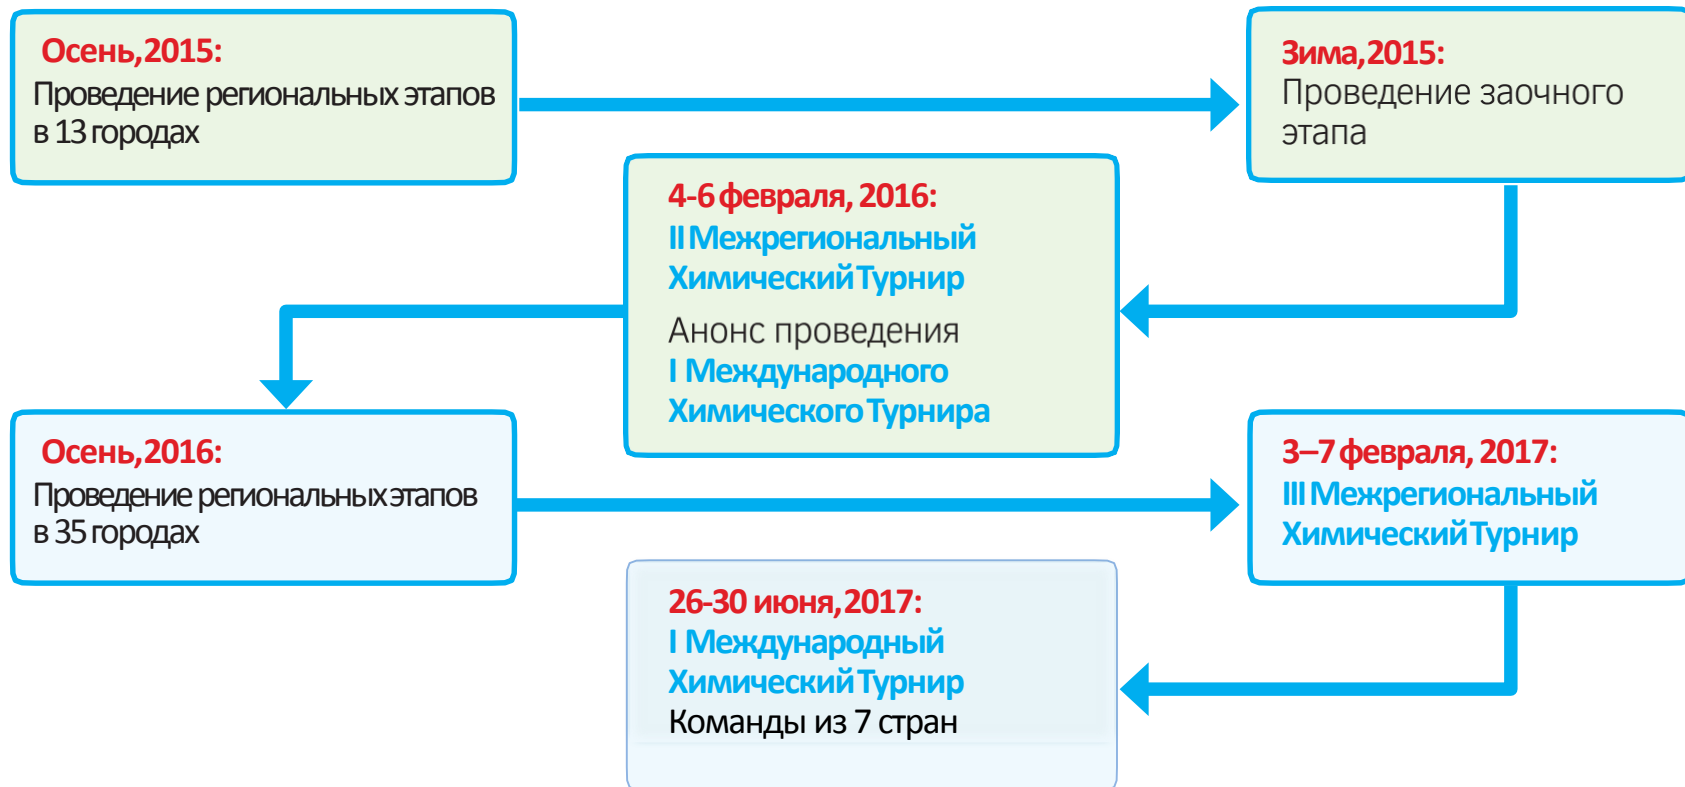 Осень, 2015:
Проведение региональных этапов
в 13 городах
Зима, 2015:
Проведение заочного
этапа
4-6 февраля, 2016:
II Межрегиональный
Химический Турнир
Анонс проведения
I Международного
Химического Турнира
Осень, 2016:
Проведение региональных этапов
в 35 городах
3–7 февраля, 2017:
III Межрегиональный
Химический Турнир
26-30 июня, 2017:
I Международный
Химический Турнир
Команды из 7 стран